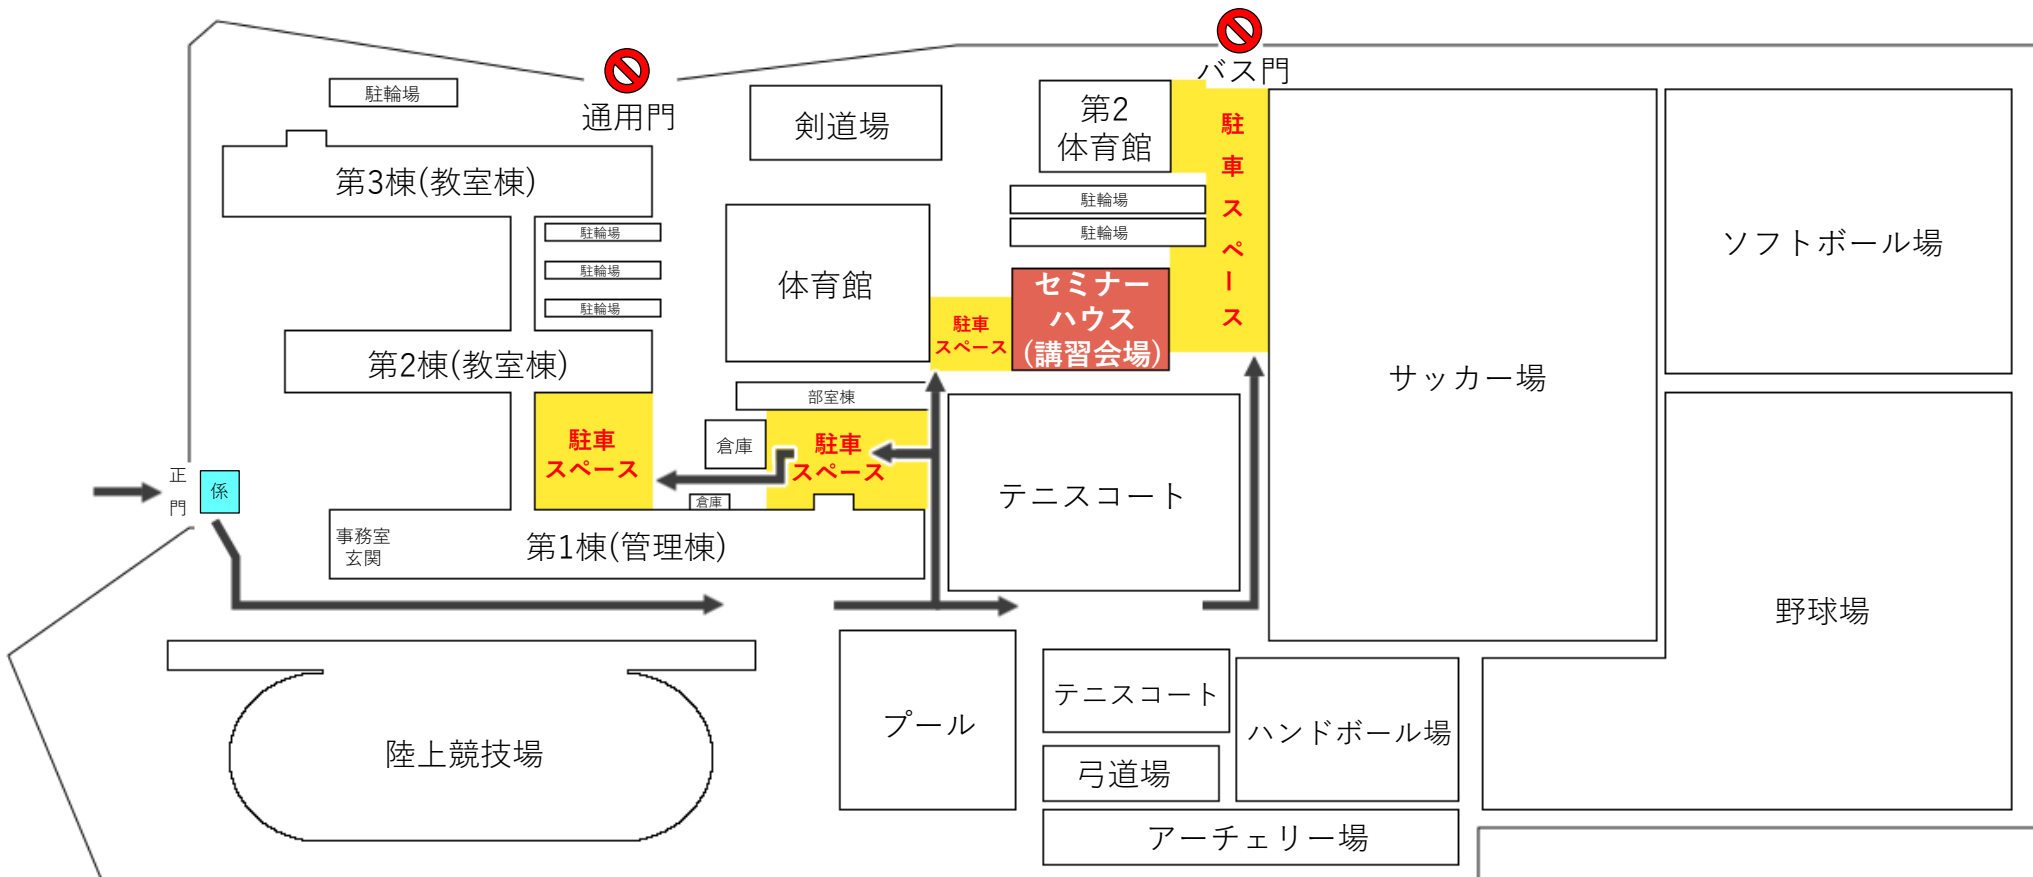 バス門
通用門
駐輪場
剣道場
第2
体育館
駐
車
ス
ペ
ー
ス
第3棟(教室棟)
駐輪場
駐輪場
駐輪場
駐輪場
駐輪場
体育館
セミナー
ハウス
(講習会場)
駐車
スペース
ソフトボール場
サッカー場
第2棟(教室棟)
部室棟
倉庫
駐車
スペース
駐車
スペース
正
門
係
倉庫
テニスコート
事務室
玄関
第1棟(管理棟)
野球場
プール
テニスコート
ハンドボール場
弓道場
陸上競技場
アーチェリー場